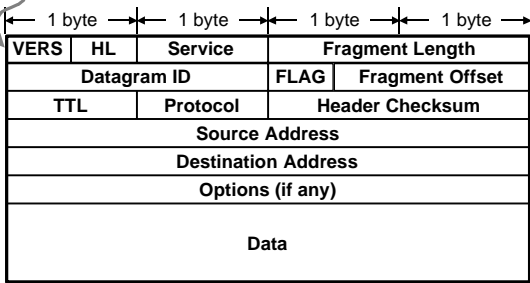 1 byte 1 byte 1 byte 1 byte
VERS HL Service Fragment Length
Datagram ID FLAG Fragment Offset
TTL Protocol Header Checksum
Source Address
Destination Address
Options (if any)
Data